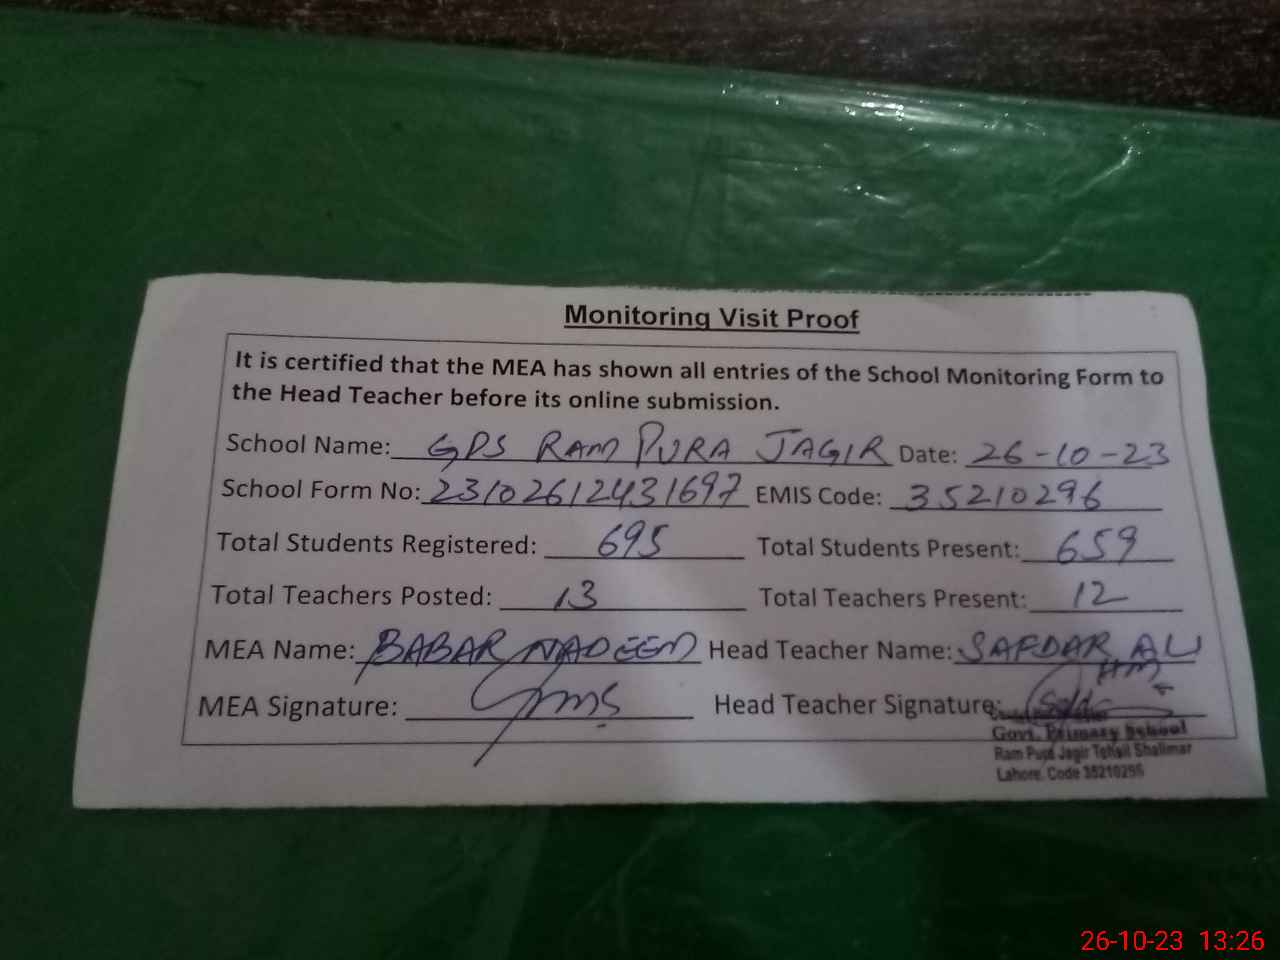 Monitoring Visit Proof
It is certified that the MEA has shown all entries of the School Monitoring Form to
the Head Teacher before its online submission.
School Name: GPS RAM PURA JAGIR Date: 26-10-23
School Form No: 23102612431697 EMIS Code: 35210296
Total Students Registered: 695 Total Students Present: 659
Total Teachers Posted: 13 Total Teachers Present: 12
MEA Name: BABAR NADEEM Head Teacher Name: SAFDAR ALI
HM
MEA Signature: Head Teacher Signature:
Govt. Primary School
Ram Pura Jagir Tehsil Shalimar
Lahore. Code 35210296
26-10-23 13:26